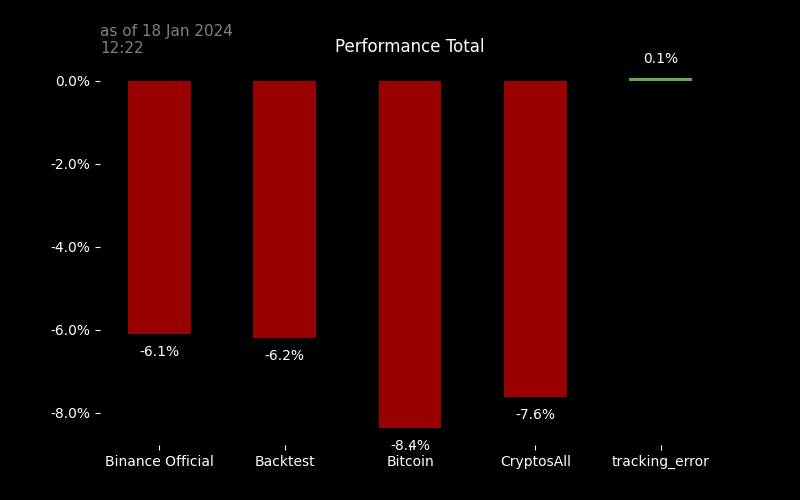 as of 18 Jan 2024
12:22
Performance Total
0.1%
0.0%
-2.0%
-4.0%
-6.0%
-8.0%
-6.1%
-6.2%
-8.4%
-7.6%
Binance Official
Backtest
Bitcoin
CryptosAll
tracking_error